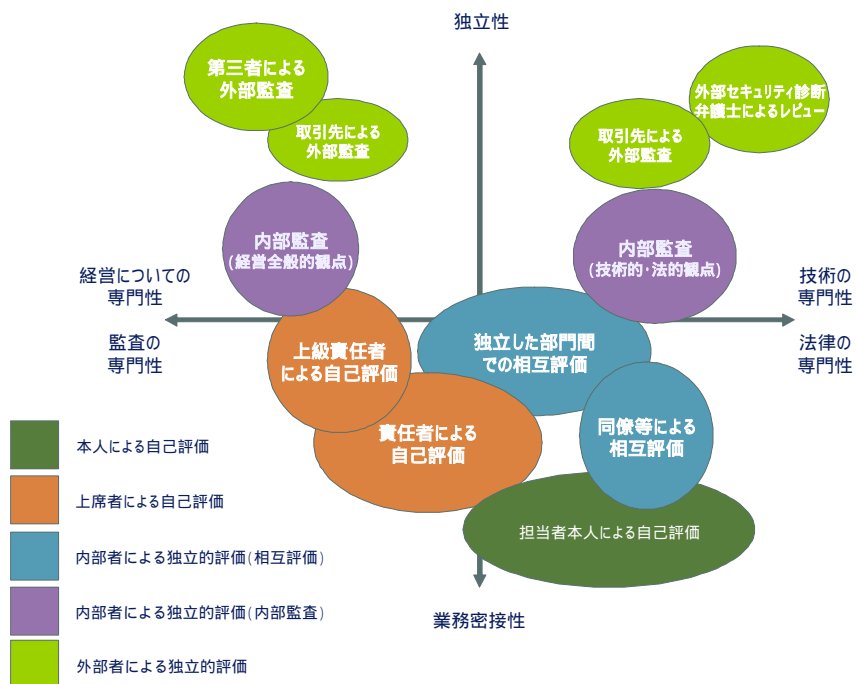 独立性
第三者による
外部監査
取引先による
外部監査
外部セキュリティ診断
弁護士によるレビュー
取引先による
外部監査
内部監査
(経営全般的観点)
内部監査
(技術的・法的観点)
経営についての
専門性
技術の
専門性
監査の
専門性
法律の
専門性
上級責任者
による自己評価
独立した部門間
での相互評価
責任者による
自己評価
同僚等による
相互評価
担当者本人による自己評価
業務密接性
本人による自己評価
上席者による自己評価
内部者による独立的評価(相互評価)
内部者による独立的評価(内部監査)
外部者による独立的評価